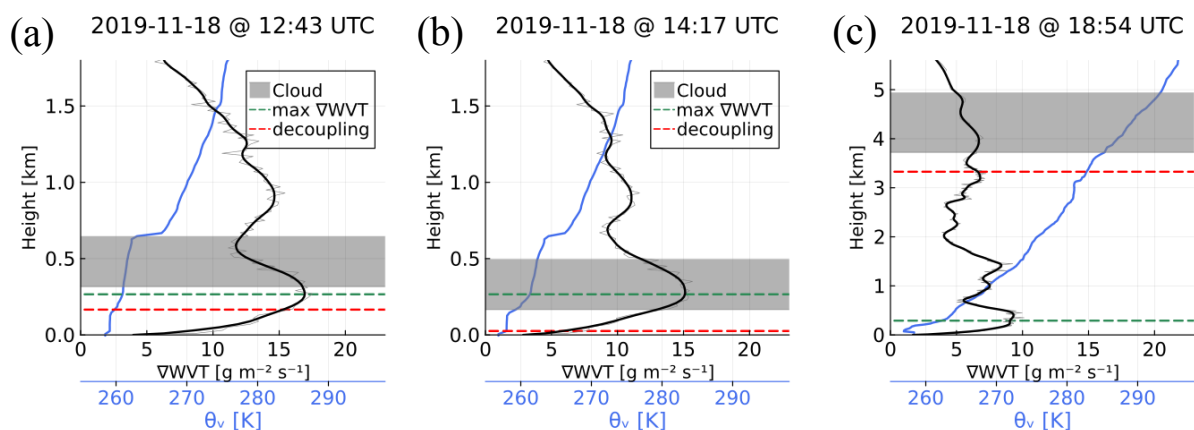 (a) 2019-11-18 @ 12:43 UTC
Height [km]
1.5
1.0
0.5
0.0
Cloud
max ∇WVT
decoupling
0 5 10 15 20
∇WVT [g m⁻² s⁻¹]
260 270 280 290
θᵥ [K]
(b) 2019-11-18 @ 14:17 UTC
Height [km]
1.5
1.0
0.5
0.0
Cloud
max ∇WVT
decoupling
0 5 10 15 20
∇WVT [g m⁻² s⁻¹]
260 270 280 290
θᵥ [K]
(c) 2019-11-18 @ 18:54 UTC
Height [km]
5
4
3
2
1
0
0 5 10 15 20
∇WVT [g m⁻² s⁻¹]
260 270 280 290
θᵥ [K]